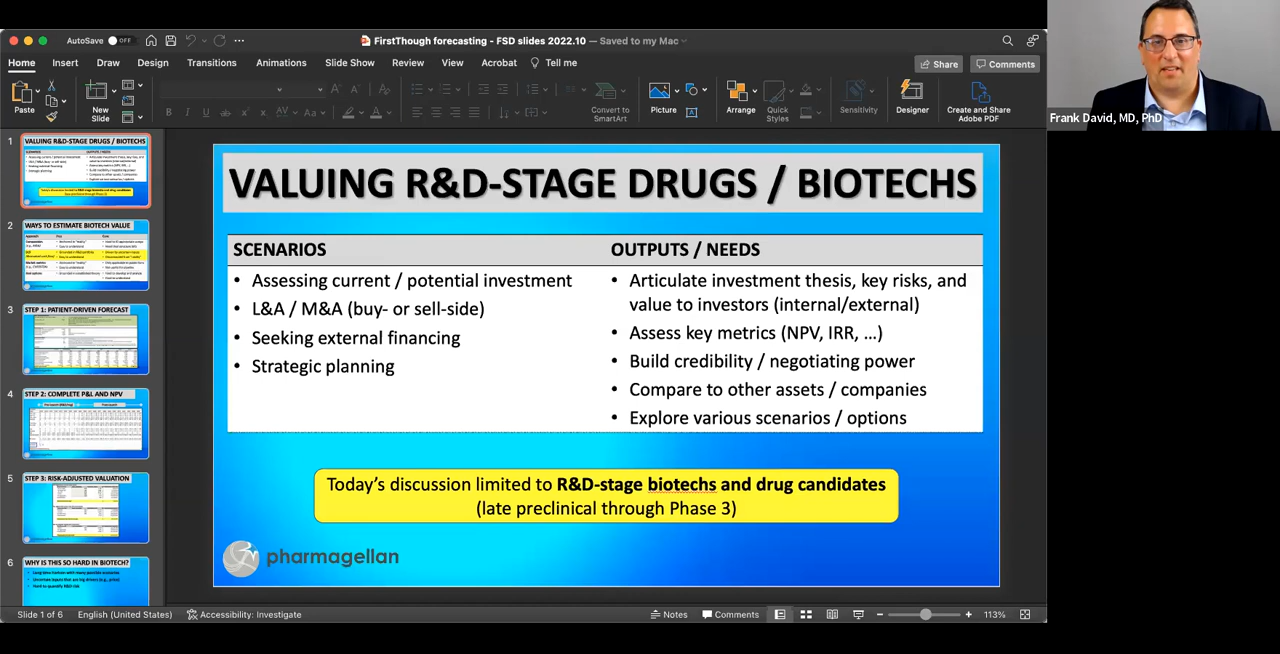 AutoSave OFF
FirstThough forecasting - FSD slides 2022.10 — Saved to my Mac
Home Insert Draw Design Transitions Animations Slide Show Review View Acrobat Tell me
Share Comments
Paste
New Slide
Convert to SmartArt
Picture
Arrange
Quick Styles
Sensitivity
Designer
Create and Share Adobe PDF
Frank David, MD, PhD
1
VALUING R&D-STAGE DRUGS / BIOTECHS
2
WAYS TO ESTIMATE BIOTECH VALUE
3
STEP 1: PATIENT-DRIVEN FORECAST
4
STEP 2: COMPLETE P&L AND NPV
5
STEP 3: RISK-ADJUSTED VALUATION
6
WHY IS THIS SO HARD IN BIOTECH?
VALUING R&D-STAGE DRUGS / BIOTECHS
SCENARIOS
• Assessing current / potential investment
• L&A / M&A (buy- or sell-side)
• Seeking external financing
• Strategic planning
OUTPUTS / NEEDS
• Articulate investment thesis, key risks, and
value to investors (internal/external)
• Assess key metrics (NPV, IRR, ...)
• Build credibility / negotiating power
• Compare to other assets / companies
• Explore various scenarios / options
Today's discussion limited to R&D-stage biotechs and drug candidates
(late preclinical through Phase 3)
pharmagellan
Slide 1 of 6 English (United States) Accessibility: Investigate Notes Comments 113%